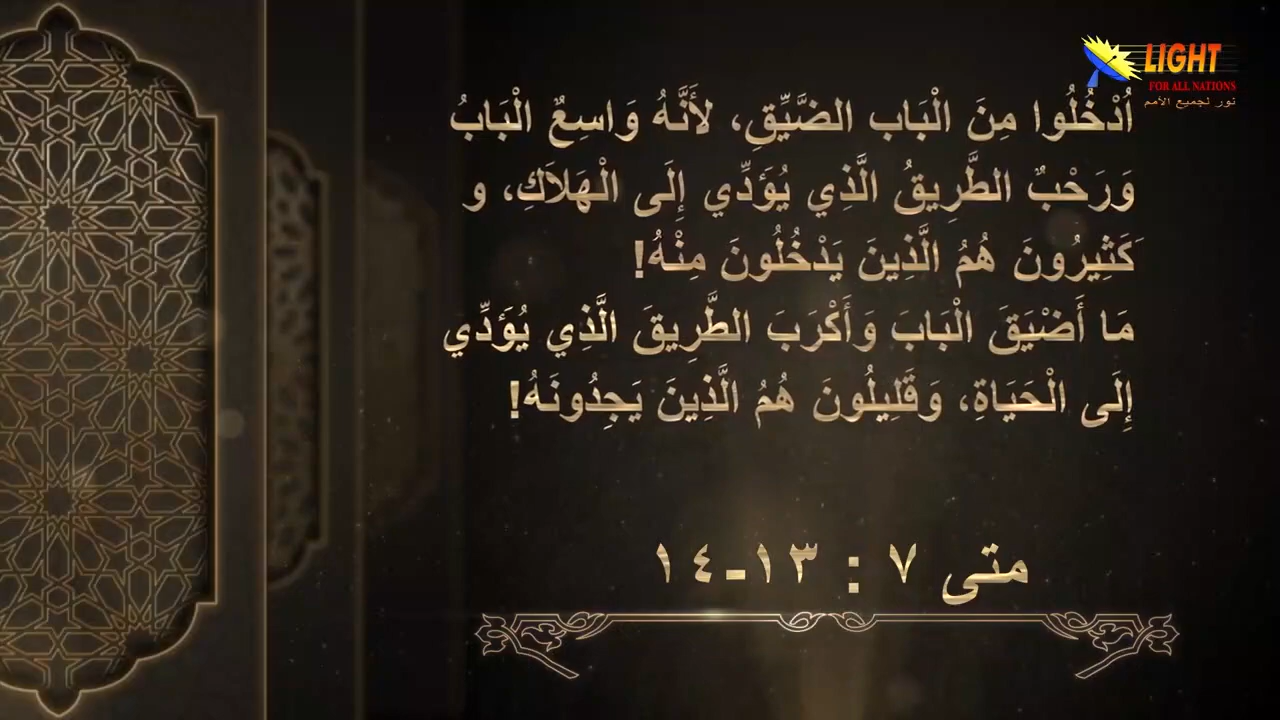 LIGHT
FOR ALL NATIONS
نور لجميع الأمم
اُدْخُلُوا مِنَ الْبَاب الضَّيِّقِ، لأَنَّهُ وَاسِعٌ الْبَابُ
وَرَحْبٌ الطَّرِيقُ الَّذِي يُؤَدِّي إِلَى الْهَلاَكِ، و
َكَثِيرُونَ هُمُ الَّذِينَ يَدْخُلُونَ مِنْهُ!
مَا أَضْيَقَ الْبَابَ وَأَكْرَبَ الطَّرِيقَ الَّذِي يُؤَدِّي
إِلَى الْحَيَاةِ، وَقَلِيلُونَ هُمُ الَّذِينَ يَجِدُونَهُ!
متى ٧ : ١٣-١٤